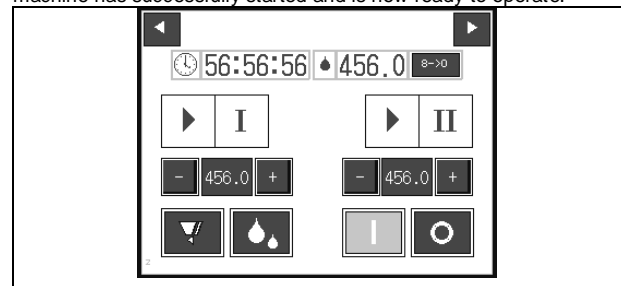 machine has successfully started and is now ready to operate.
56:56:56 456.0 8->0
I II
- 456.0 + - 456.0 +
I O
z